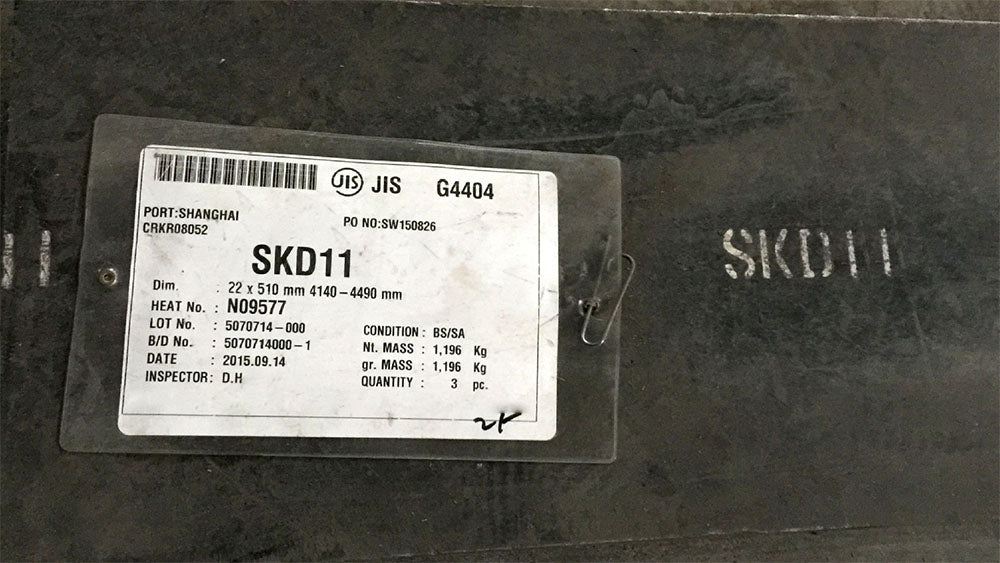 JIS JIS G4404
PORT:SHANGHAI
CRKR08052
PO NO:SW150826
SKD11
Dim. : 22 x 510 mm 4140-4490 mm
HEAT No. : N09577
LOT No. : 5070714-000
B/D No. : 5070714000-1
DATE : 2015.09.14
INSPECTOR: D.H
CONDITION : BS/SA
Nt. MASS : 1,196 Kg
gr. MASS : 1,196 Kg
QUANTITY : 3 pc.
SKD11